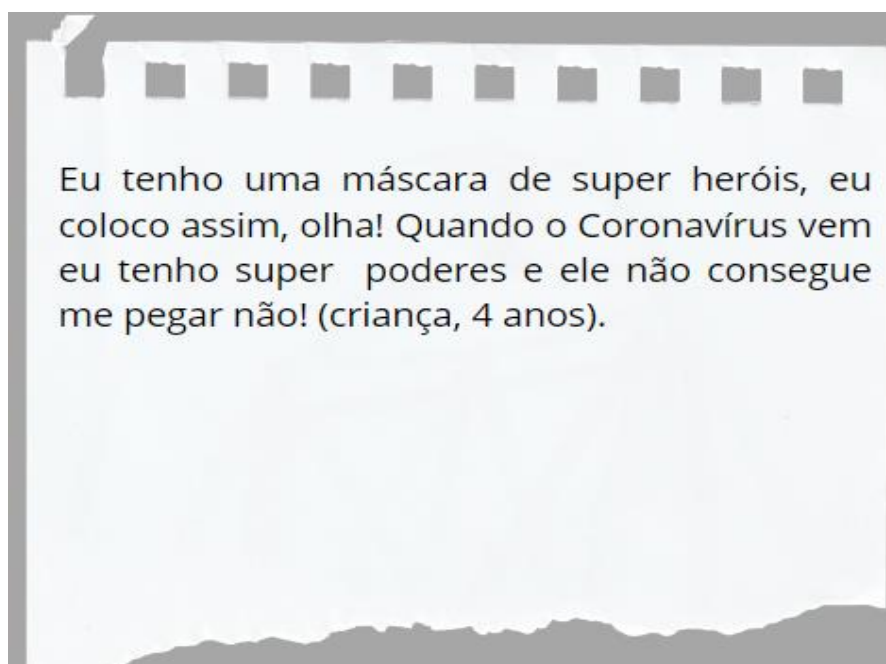 Eu tenho uma máscara de super heróis, eu
coloco assim, olha! Quando o Coronavírus vem
eu tenho super poderes e ele não consegue
me pegar não! (criança, 4 anos).